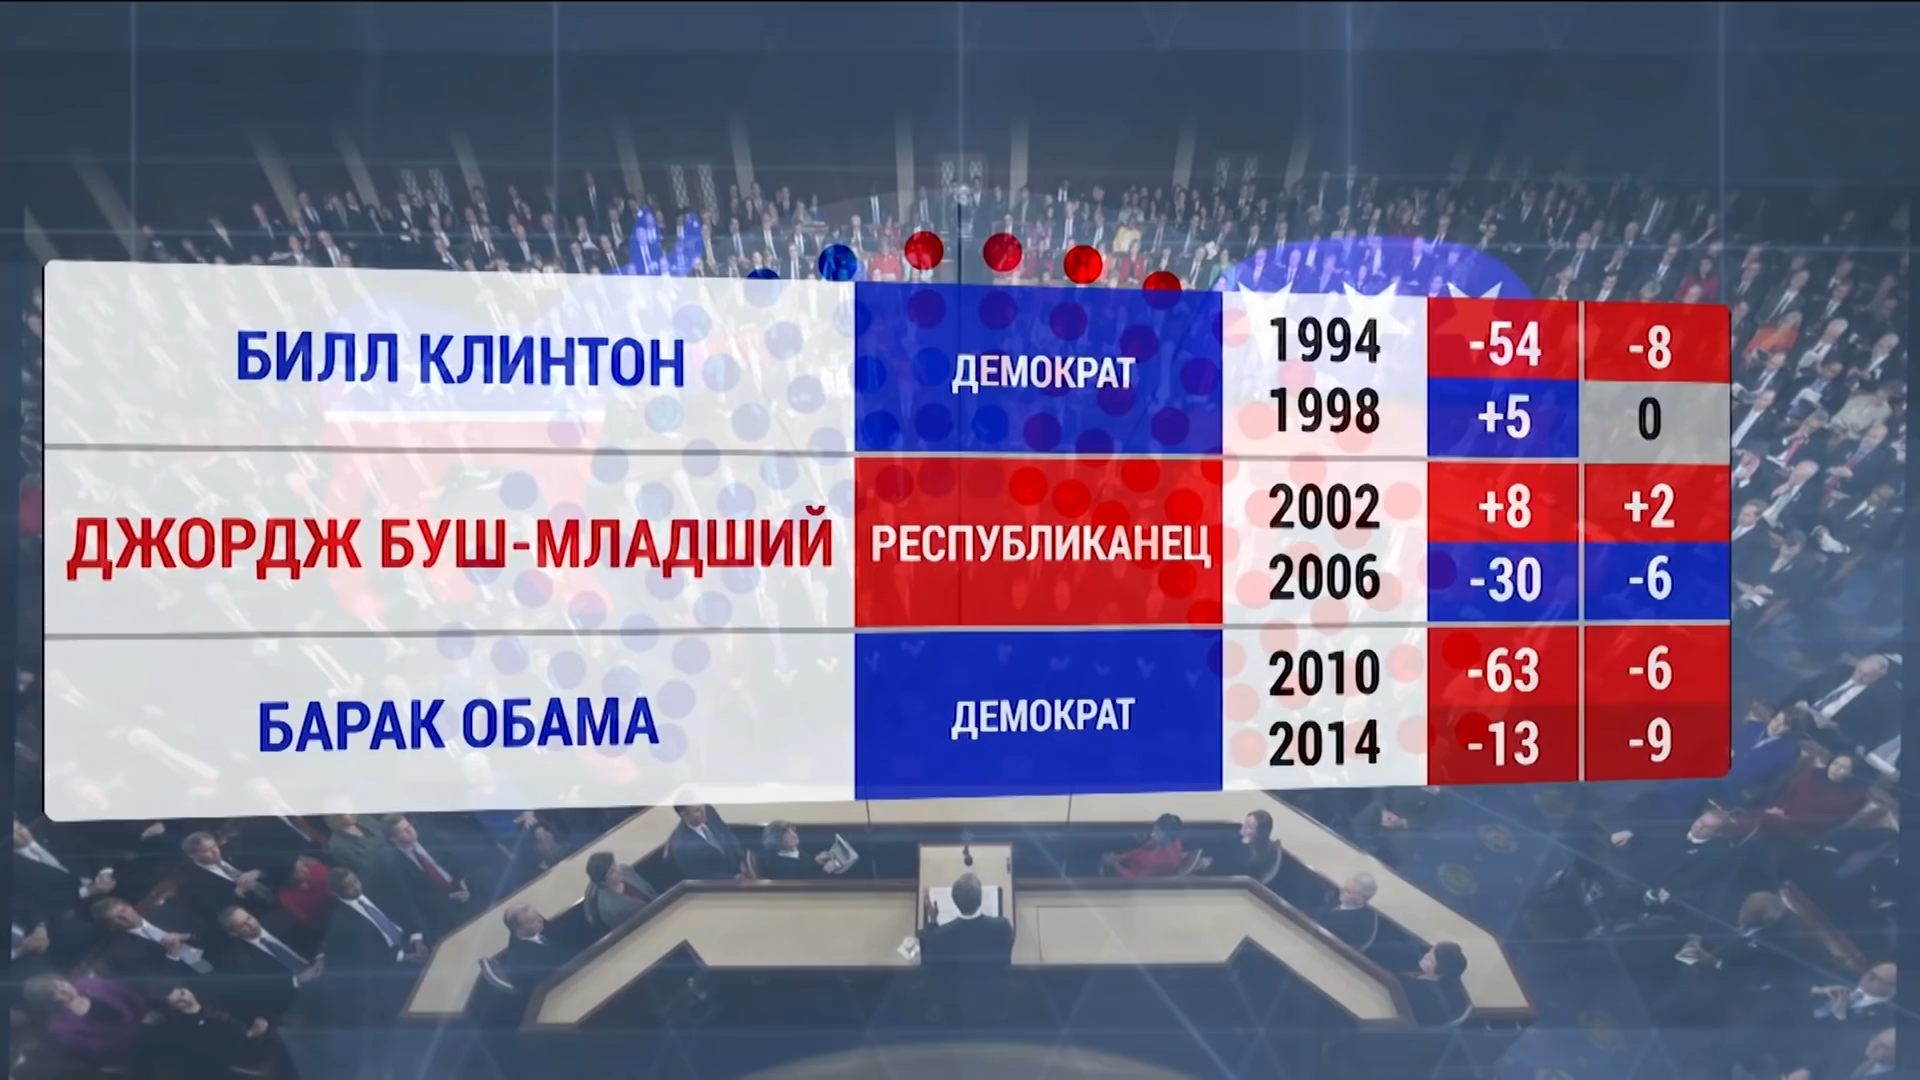 БИЛЛ КЛИНТОН ДЕМОКРАТ
1994 -54 -8
1998 +5 0
ДЖОРДЖ БУШ-МЛАДШИЙ РЕСПУБЛИКАНЕЦ
2002 +8 +2
2006 -30 -6
БАРАК ОБАМА ДЕМОКРАТ
2010 -63 -6
2014 -13 -9